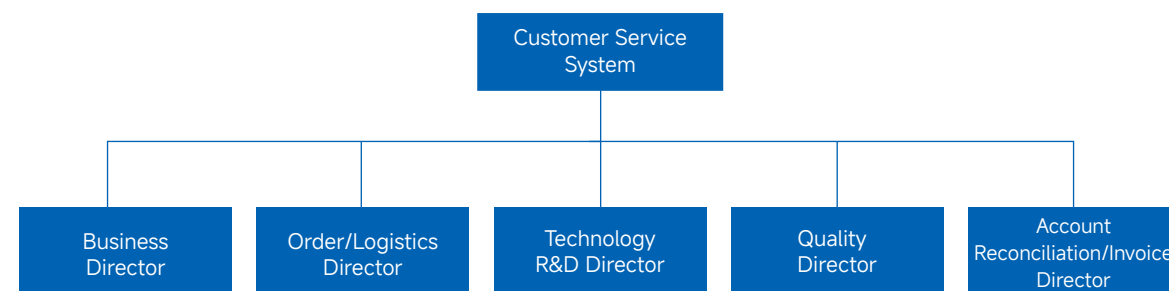 Customer Service
System
Business
Director
Order/Logistics
Director
Technology
R&D Director
Quality
Director
Account
Reconciliation/Invoice
Director